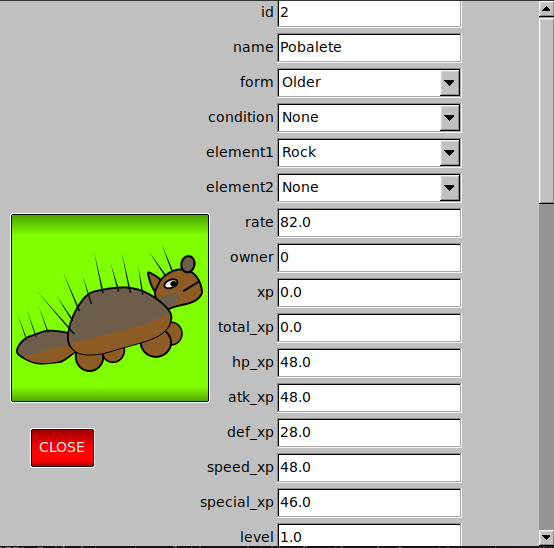 id 2
name Pobalete
form Older
condition None
element1 Rock
element2 None
rate 82.0
owner 0
xp 0.0
total_xp 0.0
hp_xp 48.0
atk_xp 48.0
def_xp 28.0
CLOSE
speed_xp 48.0
special_xp 46.0
level 1.0